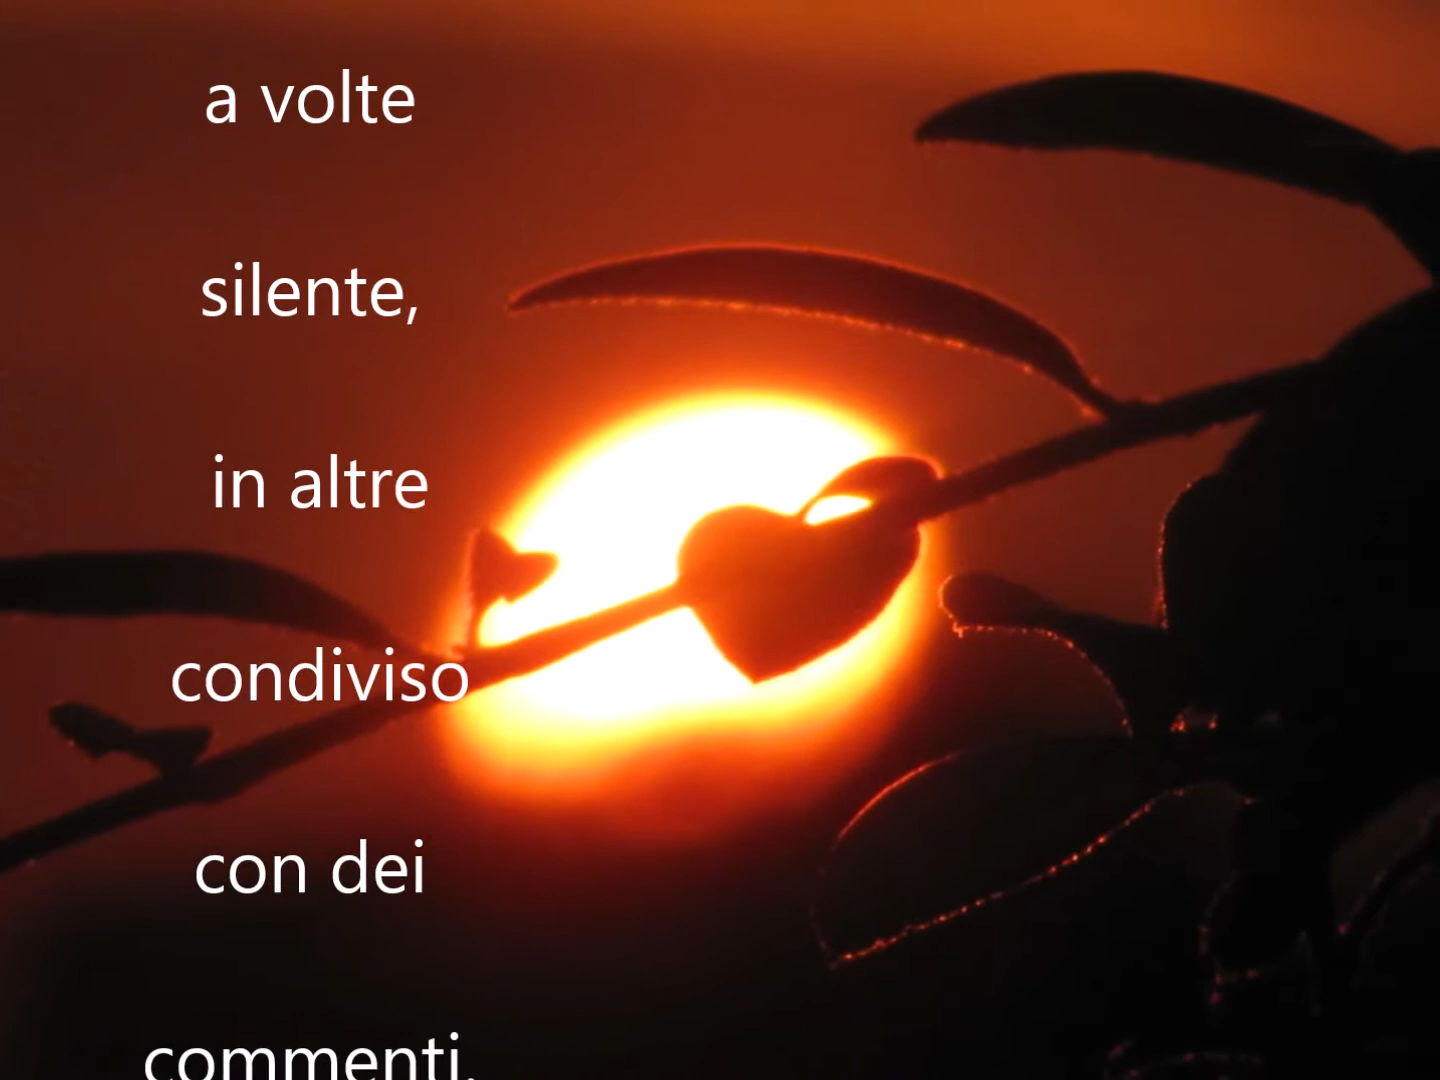 a volte
silente,
in altre
condiviso
con dei
commenti.